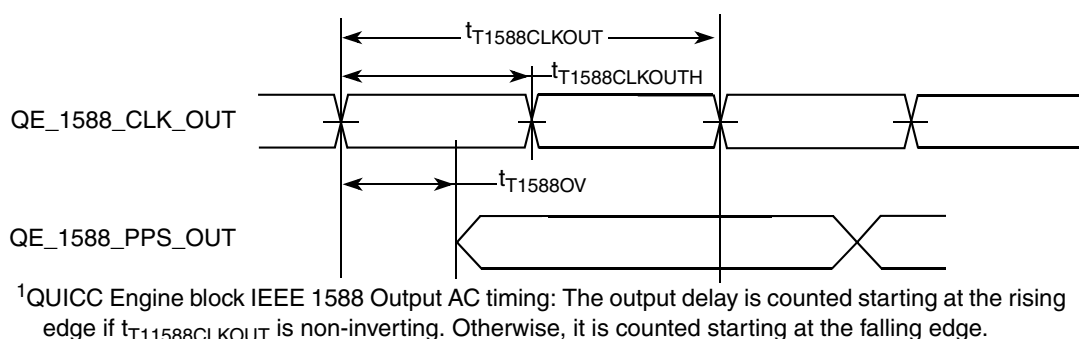 tT1588CLKOUT
tT1588CLKOUTH
QE_1588_CLK_OUT
tT1588OV
QE_1588_PPS_OUT
1QUICC Engine block IEEE 1588 Output AC timing: The output delay is counted starting at the rising
edge if tT11588CLKOUT is non-inverting. Otherwise, it is counted starting at the falling edge.